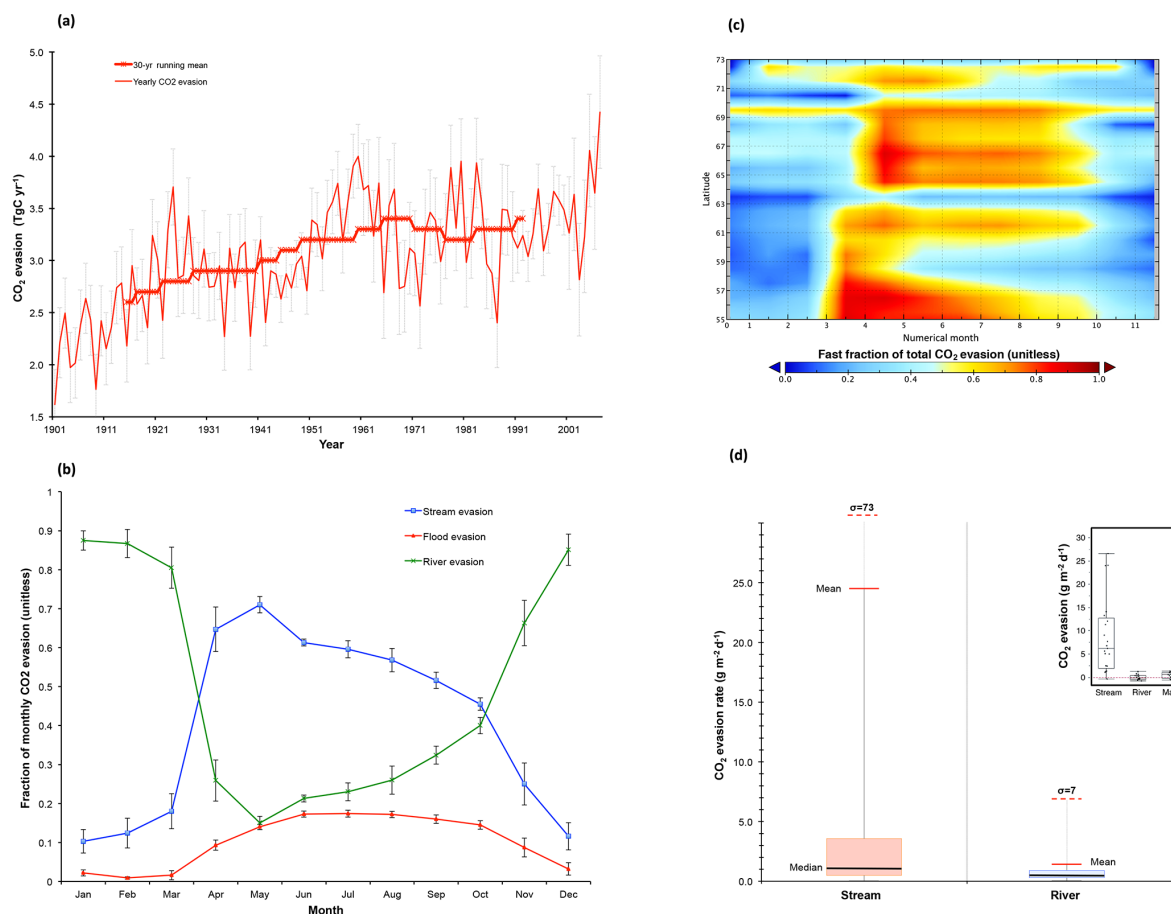 (a)
5.0
4.5
4.0
3.5
3.0
2.5
2.0
1.5
CO2 evasion (TgC yr-1)
30-yr running mean
Yearly CO2 evasion
1901 1911 1921 1931 1941 1951 1961 1971 1981 1991 2001
Year
(b)
1
0.9
0.8
0.7
0.6
0.5
0.4
0.3
0.2
0.1
0
Fraction of monthly CO2 evasion (unitless)
Stream evasion
Flood evasion
River evasion
Jan Feb Mar Apr May Jun Jul Aug Sep Oct Nov Dec
Month
(c)
73
71
69
67
65
63
61
59
57
55
Latitude
0 1 2 3 4 5 6 7 8 9 10 11
Numerical month
Fast fraction of total CO2 evasion (unitless)
0.0 0.2 0.4 0.6 0.8 1.0
(d)
25.0
20.0
15.0
10.0
5.0
0.0
CO2 evasion rate (g m-2 d-1)
σ=73
Mean
Median
σ=7
Mean
Stream River
30
25
20
15
10
5
0
CO2 evasion (g m-2 d-1)
Stream River Ma